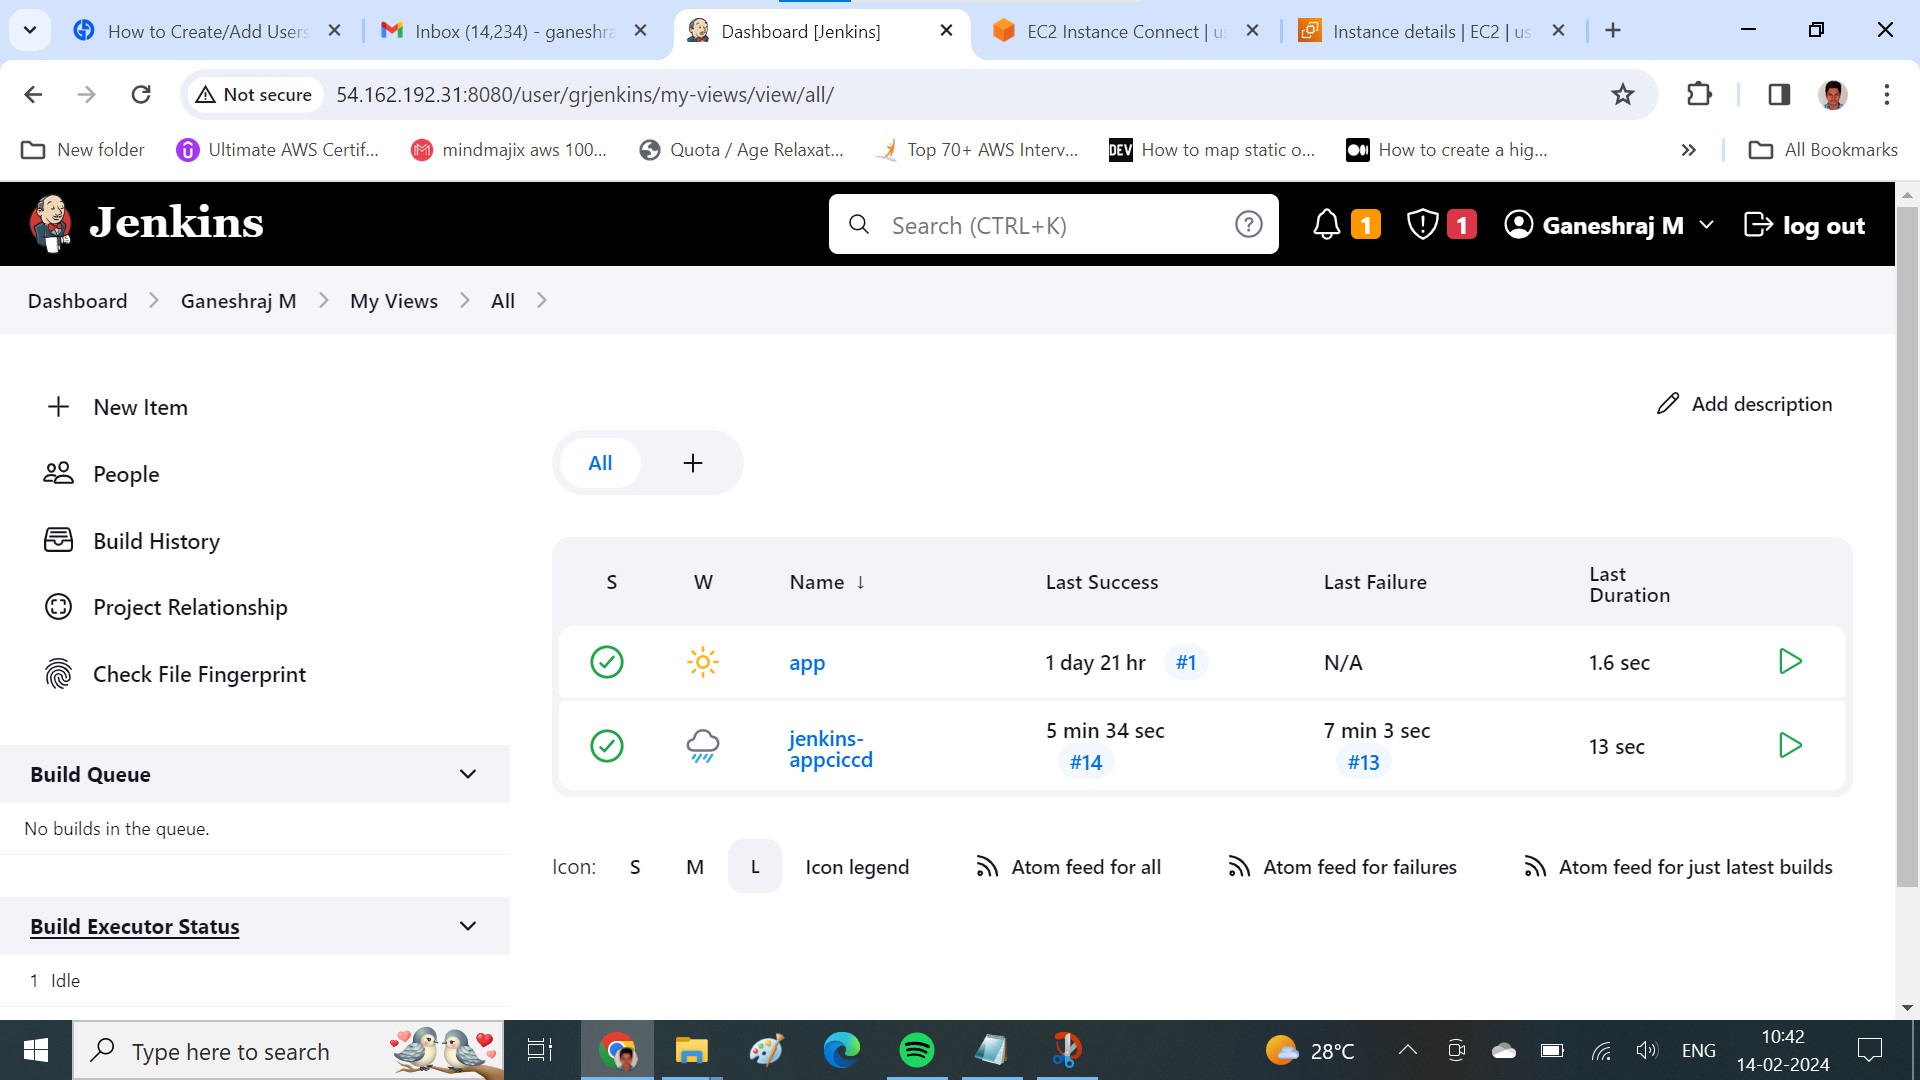 How to Create/Add Users
Inbox (14,234) - ganeshra
Dashboard [Jenkins]
EC2 Instance Connect | us
Instance details | EC2 | us
Not secure
54.162.192.31:8080/user/grjenkins/my-views/view/all/
New folder
Ultimate AWS Certif...
mindmajix aws 100...
Quota / Age Relaxat...
Top 70+ AWS Interv...
DEV
How to map static o...
How to create a hig...
All Bookmarks
Jenkins
Search (CTRL+K)
1
1
Ganeshraj M
log out
Dashboard
Ganeshraj M
My Views
All
New Item
People
Build History
Project Relationship
Check File Fingerprint
Build Queue
No builds in the queue.
Build Executor Status
1 Idle
Add description
All
S W Name ↓ Last Success Last Failure Last Duration
app 1 day 21 hr #1 N/A 1.6 sec
jenkins-appciccd 5 min 34 sec #14 7 min 3 sec #13 13 sec
Icon: S M L Icon legend Atom feed for all Atom feed for failures Atom feed for just latest builds
Type here to search
28°C
ENG
10:42
14-02-2024